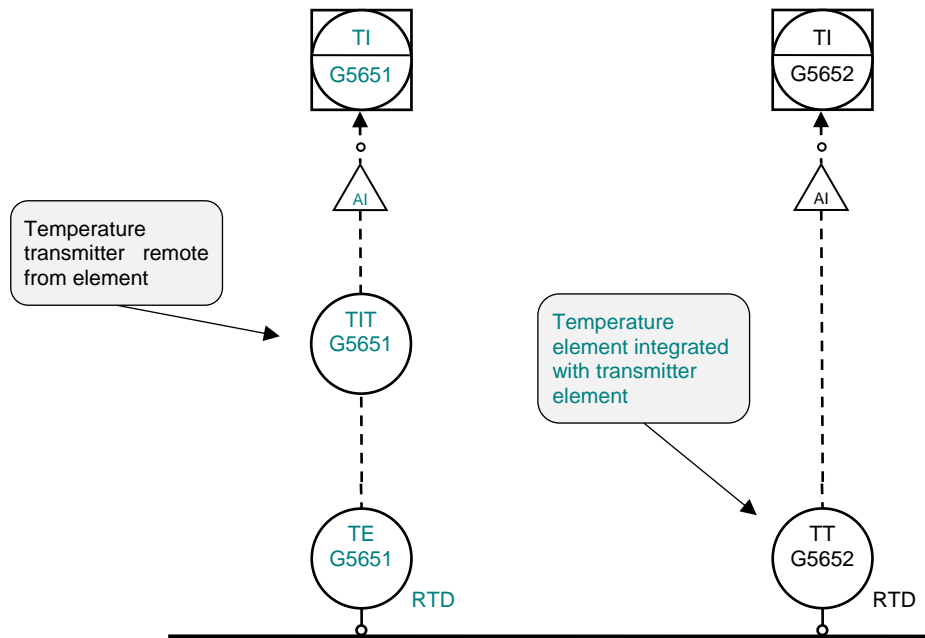 TI
G5651
TI
G5652
AI
AI
Temperature
transmitter remote
from element
TIT
G5651
Temperature
element integrated
with transmitter
element
TE
G5651
RTD
TT
G5652
RTD